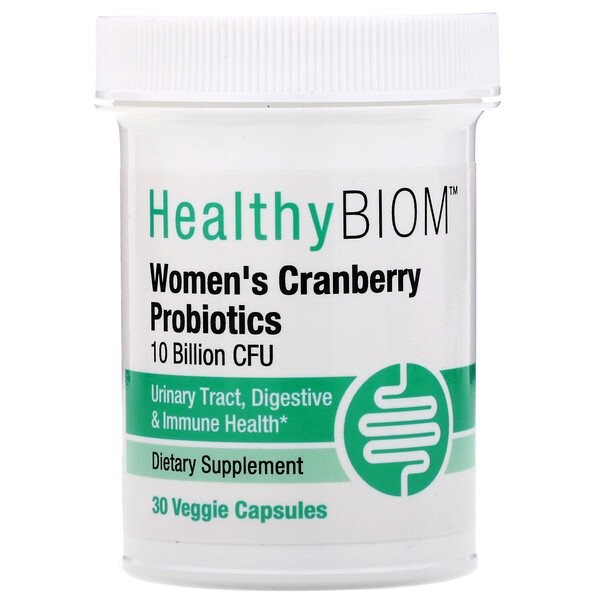 HealthyBIOM™
Women's Cranberry
Probiotics
10 Billion CFU
Urinary Tract, Digestive
& Immune Health*
Dietary Supplement
30 Veggie Capsules